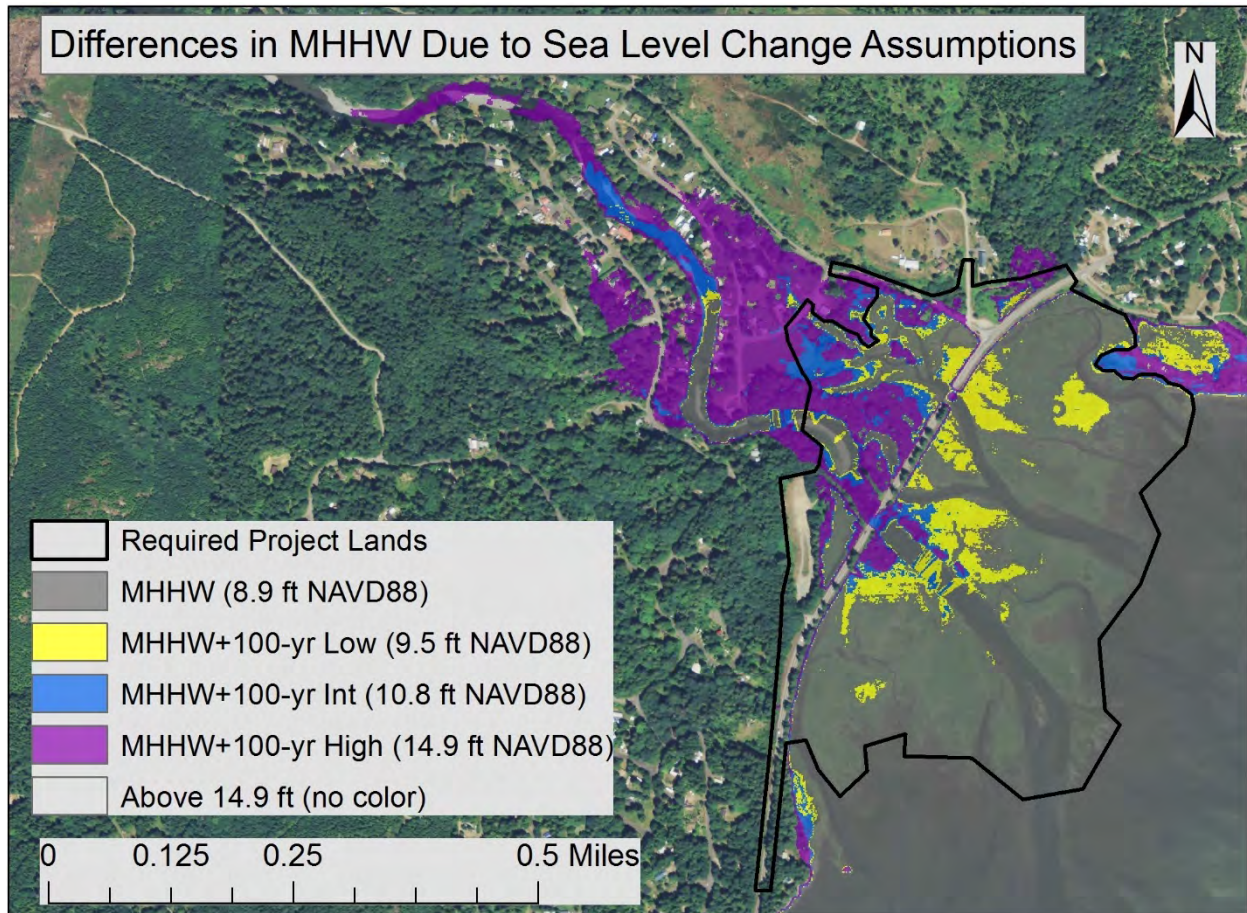 Differences in MHHW Due to Sea Level Change Assumptions
N
Required Project Lands
MHHW (8.9 ft NAVD88)
MHHW+100-yr Low (9.5 ft NAVD88)
MHHW+100-yr Int (10.8 ft NAVD88)
MHHW+100-yr High (14.9 ft NAVD88)
Above 14.9 ft (no color)
0 0.125 0.25 0.5 Miles